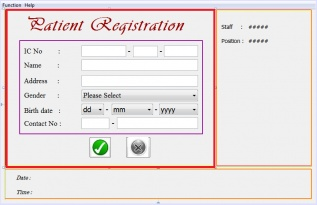 Function Help
Patient Registration
IC No : - -
Name :
Address :
Gender : Please Select
Birth date : dd - mm - yyyy
Contact No : -
Staff : #####
Position : #####
Date :
Time :